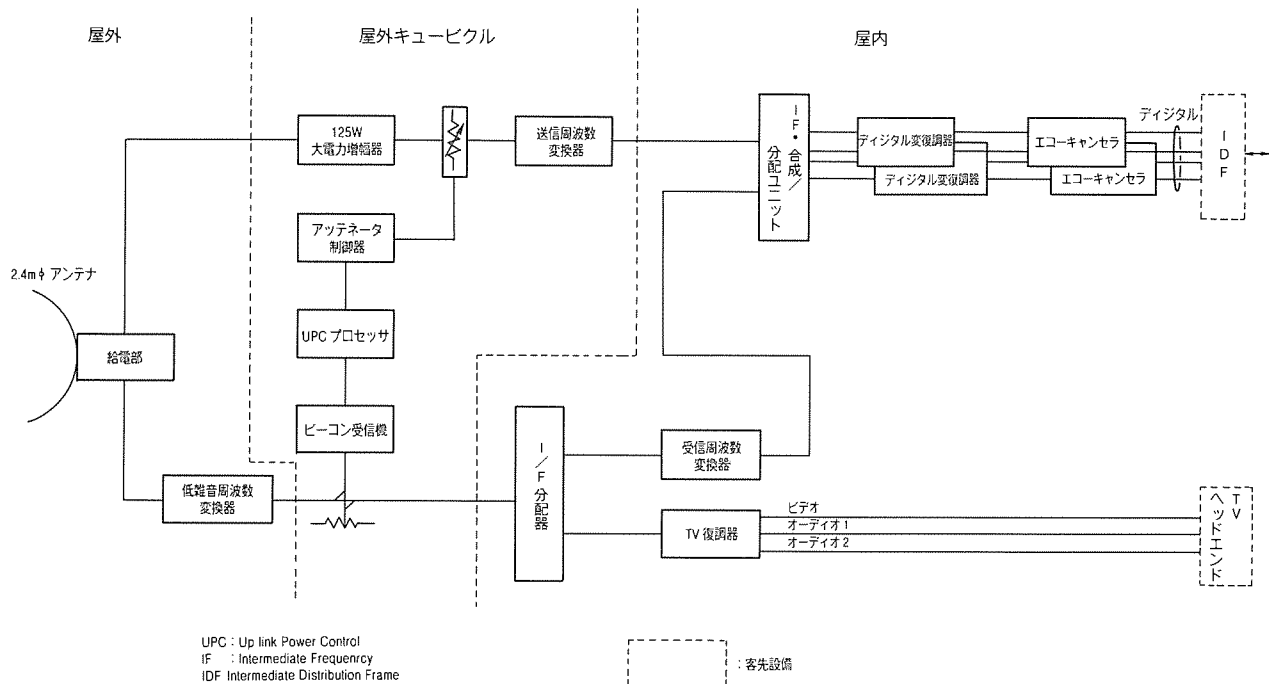 屋外
屋外キュービクル
屋内
125W
大電力増幅器
送信周波数
変換器
IF・合成／
分配ユニット
ディジタル変復調器
ディジタル変復調器
エコーキャンセラ
エコーキャンセラ
ディジタル
IDF
アッテネータ
制御器
2.4mφ アンテナ
給電部
UPC プロセッサ
ビーコン受信機
低雑音周波数
変換器
I／F分配器
受信周波数
変換器
TV 復調器
ビデオ
オーディオ 1
オーディオ 2
TV
ヘッドエンド
UPC : Up link Power Control
IF : Intermediate Frequenrcy
IDF Intermediate Distribution Frame
: 客先設備